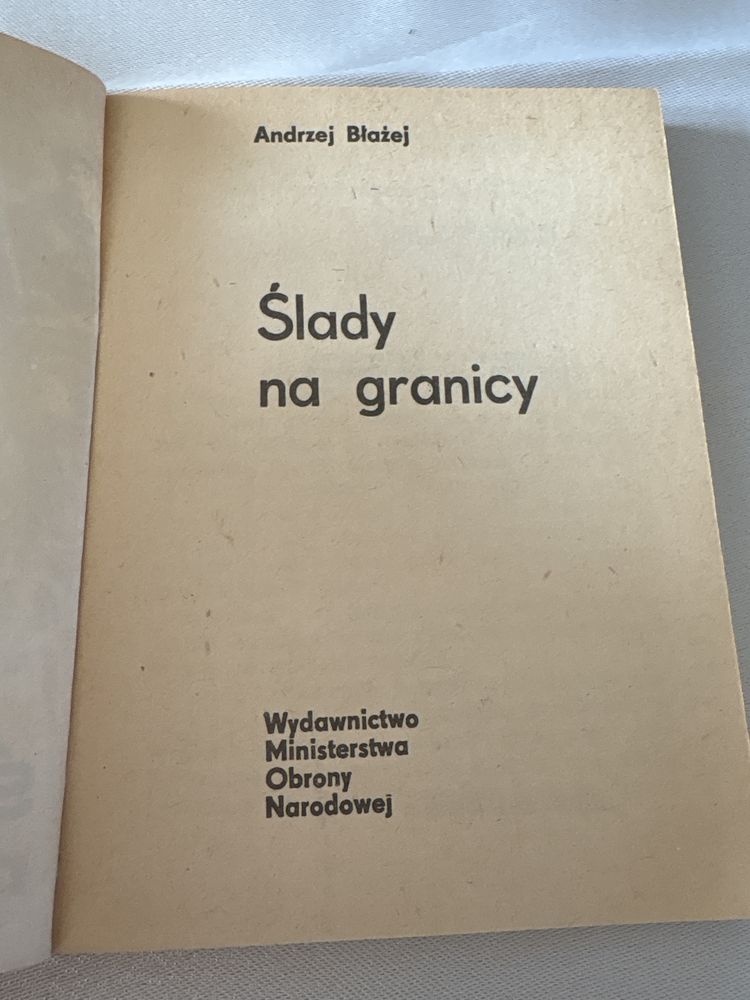 Andrzej Błażej
Ślady
na granicy
Wydawnictwo
Ministerstwa
Obrony
Narodowej